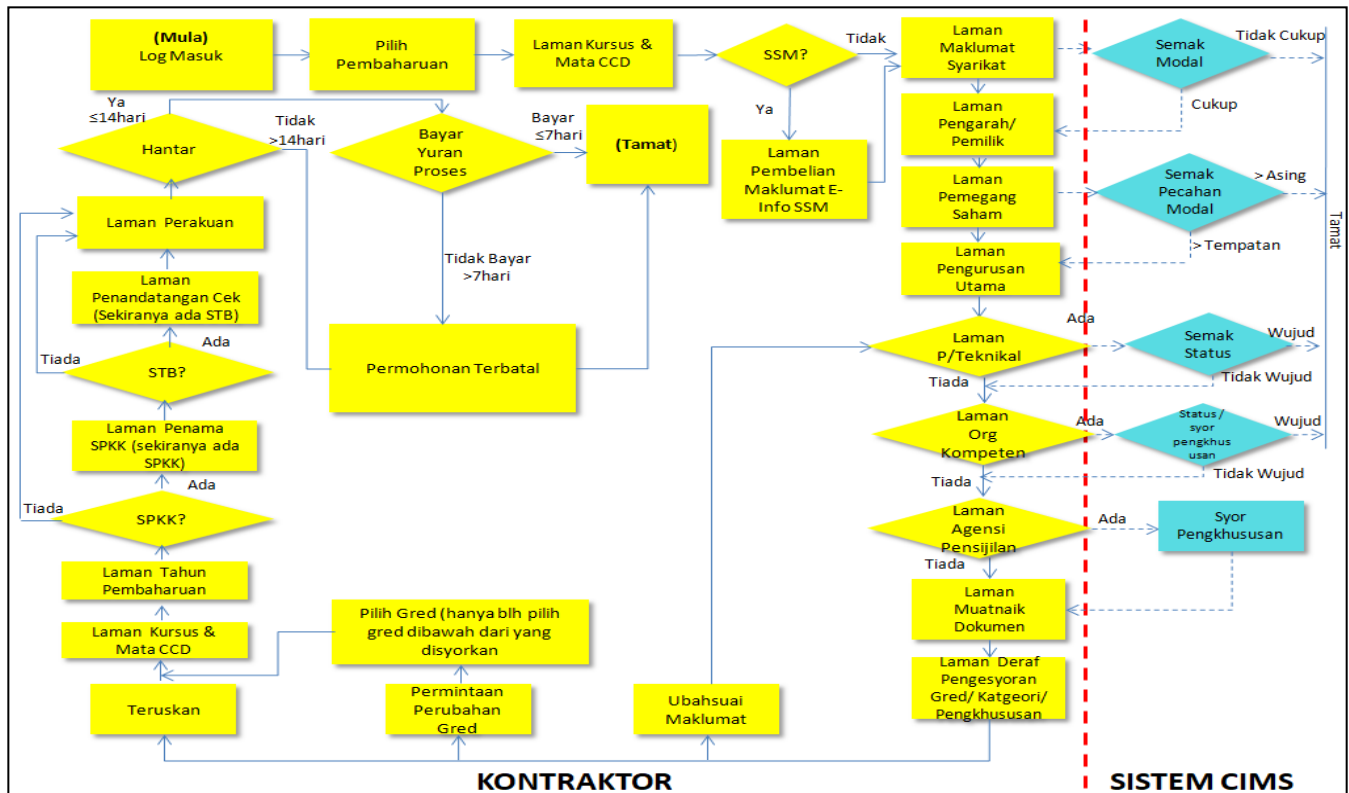 (Mula)
Log Masuk
Pilih
Pembaharuan
Laman Kursus &
Mata CCD
SSM?
Tidak
Laman
Maklumat
Syarikat
Semak
Modal
Tidak Cukup
Ya
≤14hari
Tidak
>14hari
Hantar
Bayar
Yuran
Proses
Bayar
≤7hari
(Tamat)
Ya
Laman
Pembelian
Maklumat E-
Info SSM
Laman
Pengarah/
Pemilik
Cukup
Laman
Pemegang
Saham
Semak
Pecahan
Modal
> Asing
Tamat
Laman Perakuan
Tidak Bayar
>7hari
Laman
Pengurusan
Utama
> Tempatan
Laman
Penandatangan Cek
(Sekiranya ada STB)
Ada
Tiada
STB?
Permohonan Terbatal
Laman
P/Teknikal
Ada
Semak
Status
Wujud
Tiada
Tidak Wujud
Laman Penama
SPKK (sekiranya ada
SPKK)
Laman
Org
Kompeten
Ada
Status/
syor
pengkhus
usan
Wujud
Ada
Tiada
Tidak Wujud
Tiada
SPKK?
Laman
Agensi
Pensijilan
Ada
Syor
Pengkhususan
Tiada
Laman Tahun
Pembaharuan
Laman
Muatnaik
Dokumen
Laman Kursus &
Mata CCD
Pilih Gred (hanya blh pilih
gred dibawah dari yang
disyorkan
Laman Deraf
Pengesyoran
Gred/ Katgeori/
Pengkhususan
Teruskan
Permintaan
Perubahan
Gred
Ubahsuai
Maklumat
KONTRAKTOR
SISTEM CIMS